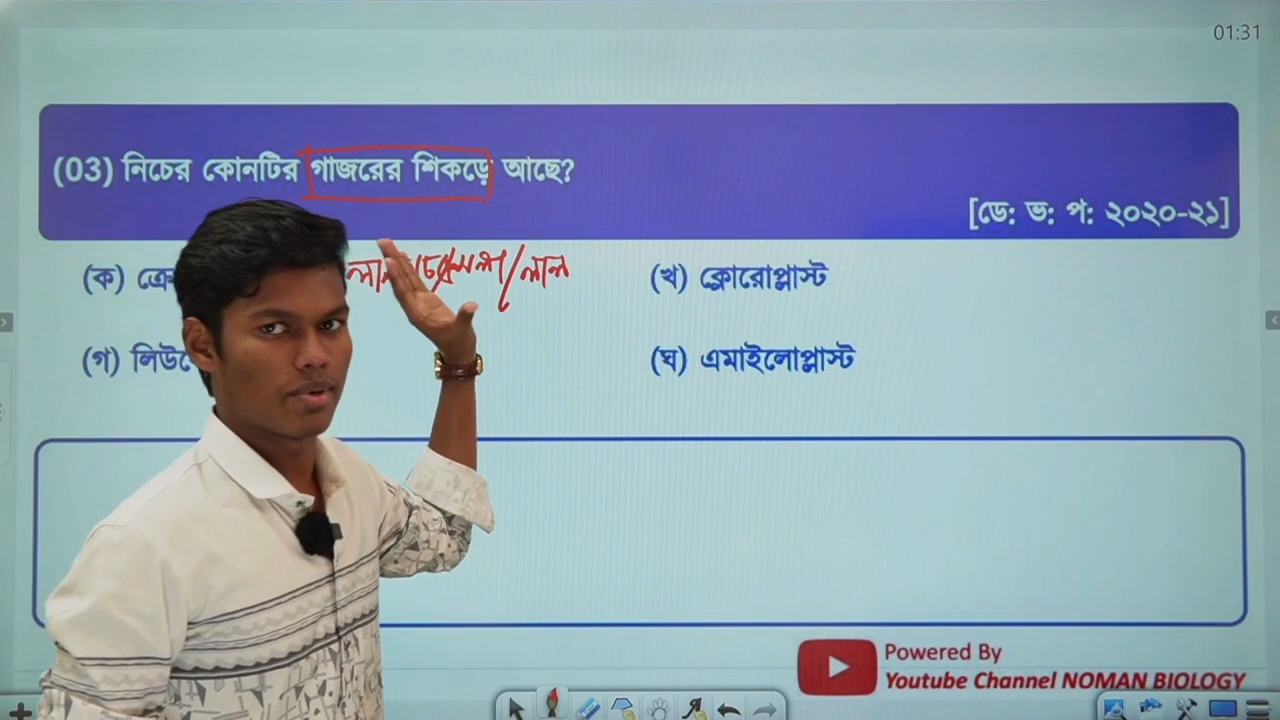 01:31
(03) নিচের কোনটির গাজরের শিকড়ে আছে?
[ডে: ভ: প: ২০২০-২১]
(ক) ক্রো
লাল
(খ) ক্লোরোপ্লাস্ট
(গ) লিউ
(ঘ) এমাইলোপ্লাস্ট
Powered By
Youtube Channel NOMAN BIOLOGY